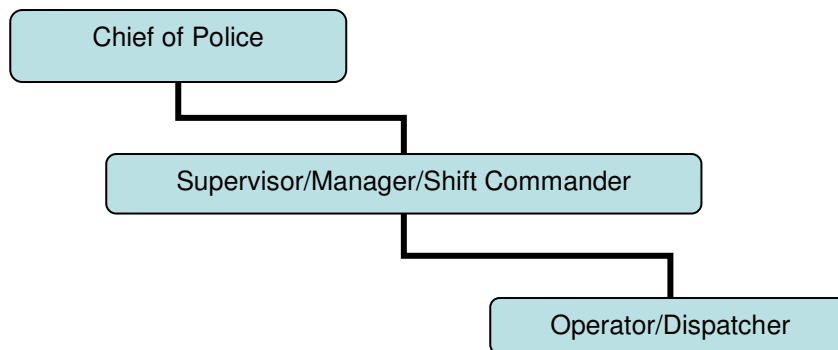 Chief of Police
Supervisor/Manager/Shift Commander
Operator/Dispatcher